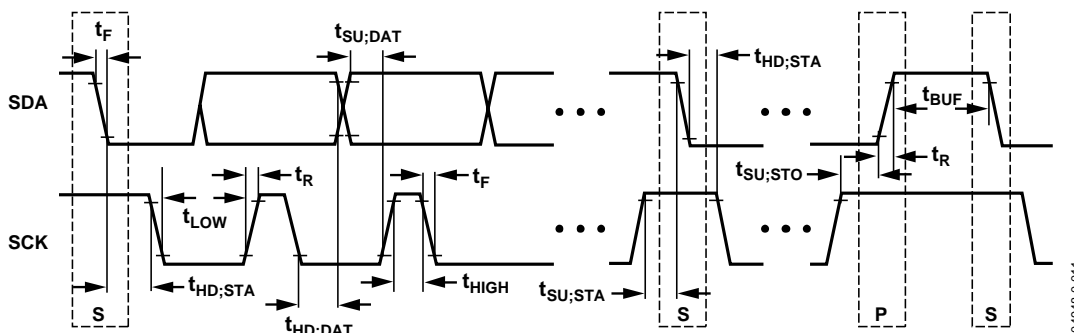 tF
tSU;DAT
tHD;STA
SDA
tBUF
tR
tF
tSU;STO
tR
SCK
tLOW
tHD;STA
tHIGH
tSU;STA
tHD;DAT
S
S
P
S